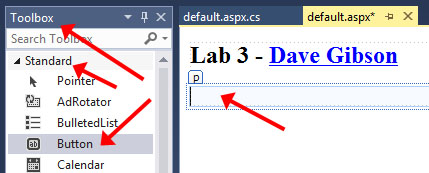 Toolbox
Search Toolbox
Standard
Pointer
AdRotator
BulletedList
Button
Calendar
default.aspx.cs
default.aspx*
Lab 3 - Dave Gibson
p